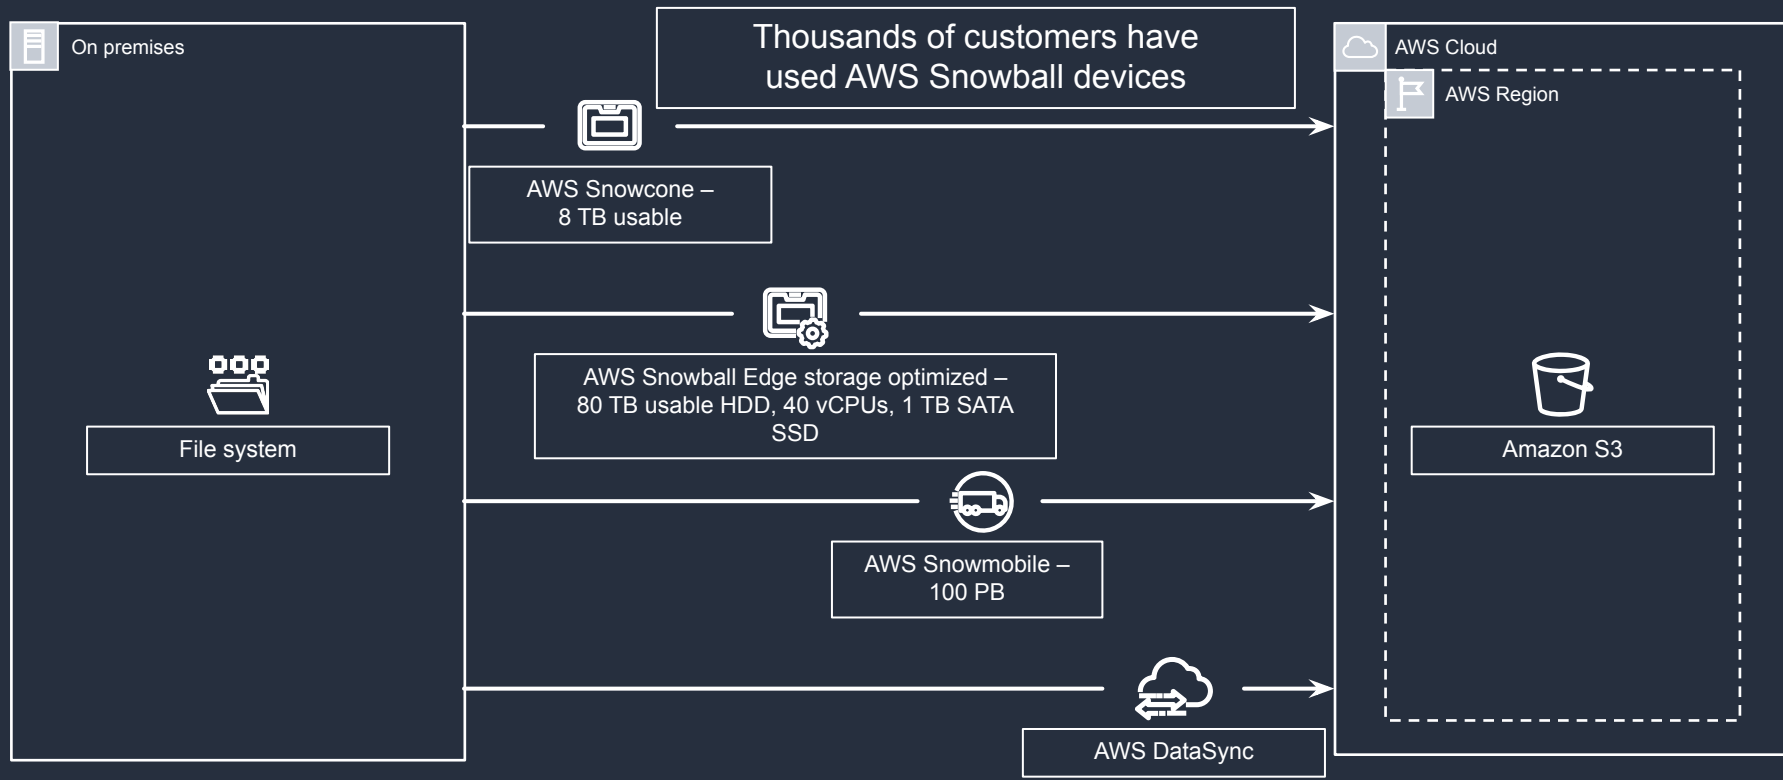 On premises
Thousands of customers have
used AWS Snowball devices
AWS Cloud
AWS Region
AWS Snowcone –
8 TB usable
AWS Snowball Edge storage optimized –
80 TB usable HDD, 40 vCPUs, 1 TB SATA
SSD
File system
Amazon S3
AWS Snowmobile –
100 PB
AWS DataSync